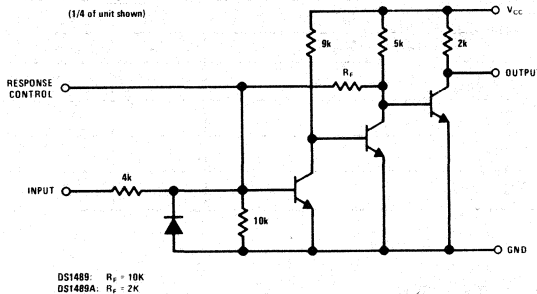 (1/4 of unit shown)
VCC
9k
5k
2k
RF
RESPONSE
CONTROL
OUTPUT
4k
INPUT
10k
GND
DS1489: RF = 10K
DS1489A: RF = 2K